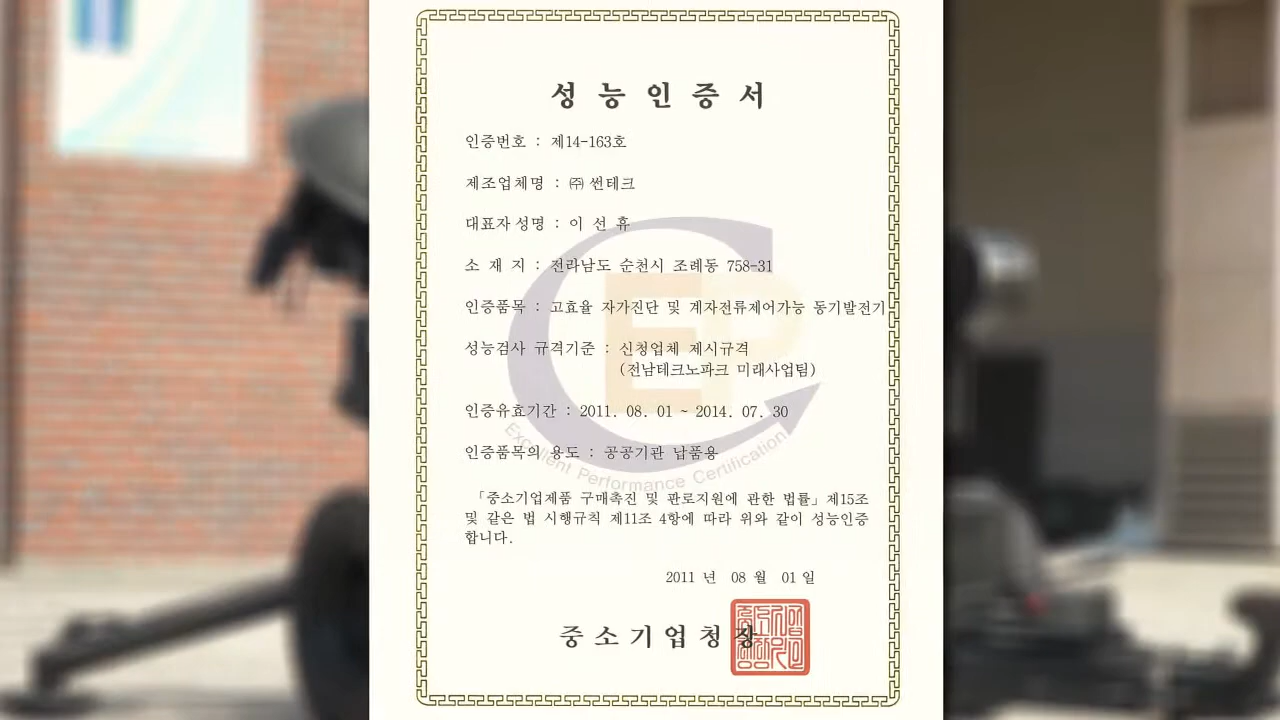 성능인증서
인증번호 : 제14-163호
제조업체명 : ㈜ 썬테크
대표자성명 : 이 선 휴
소 재 지 : 전라남도 순천시 조례동 758-31
인증품목 : 고효율 자가진단 및 계자전류제어가능 동기발전기
성능검사 규격기준 : 신청업체 제시규격
(전남테크노파크 미래사업팀)
인증유효기간 : 2011. 08. 01 ~ 2014. 07. 30
인증품목의 용도 : 공공기관 납품용
Excellent Performance Certification
「중소기업제품 구매촉진 및 판로지원에 관한 법률」제15조
및 같은 법 시행규칙 제11조 4항에 따라 위와 같이 성능인증
합니다.
2011 년 08 월 01 일
중소기업청장